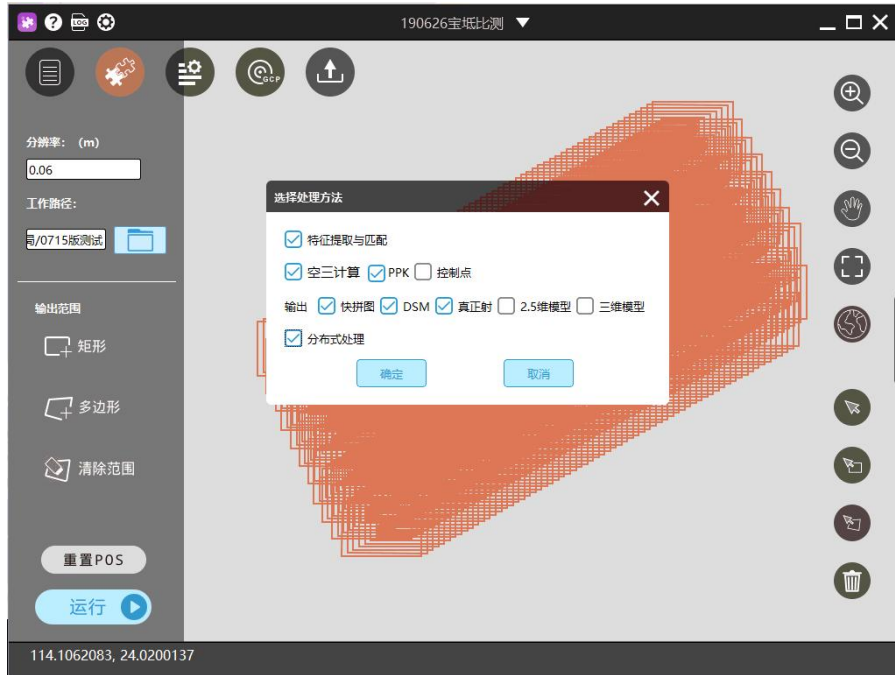 ? LOG 190626宝坻比测 ▼
GCP
分辨率: (m)
0.06
工作路径:
/0715版测试
输出范围
矩形
多边形
清除范围
重置POS
运行
选择处理方法
特征提取与匹配
空三计算 PPK 控制点
输出 快拼图 DSM 真正射 2.5维模型 三维模型
分布式处理
确定 取消
114.1062083, 24.0200137